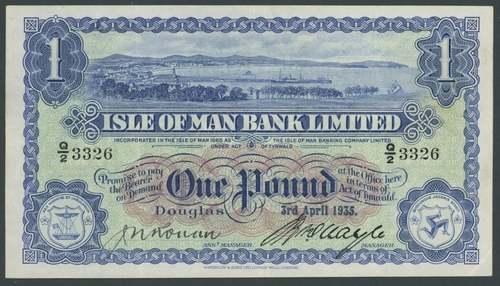 1 1
ISLE OF MAN BANK LIMITED
INCORPORATED IN THE ISLE OF MAN 1865 AS THE ISLE OF MAN BANKING COMPANY LIMITED
UNDER ACT OF TYNWALD
Q/2 3326 Q/2 3326
Promise to pay the Bearer on Demand One Pound at the Office here in terms of Act of Tynwald.
Douglas 3rd April 1935.
ASST MANAGER. MANAGER.